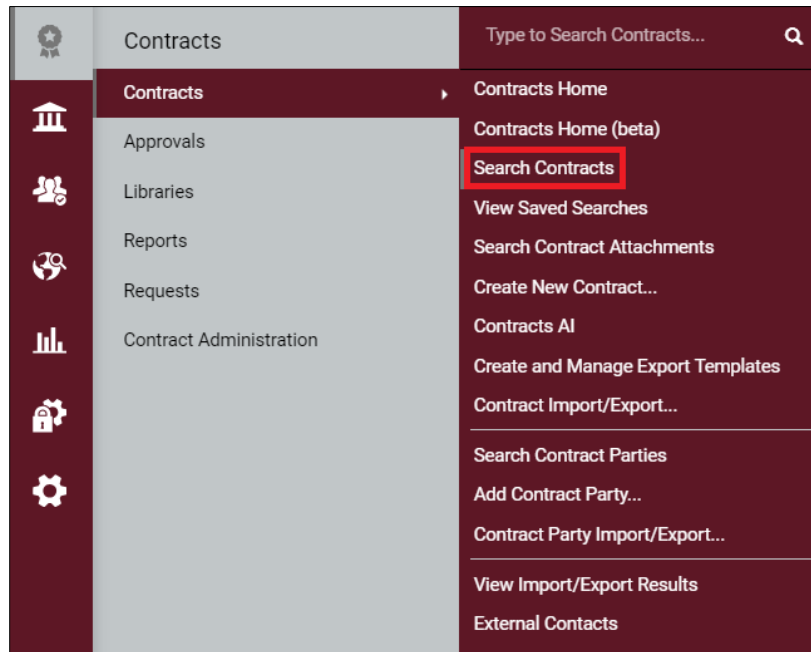 Contracts
Type to Search Contracts...
Contracts
Approvals
Libraries
Reports
Requests
Contract Administration
Contracts Home
Contracts Home (beta)
Search Contracts
View Saved Searches
Search Contract Attachments
Create New Contract...
Contracts AI
Create and Manage Export Templates
Contract Import/Export...
Search Contract Parties
Add Contract Party...
Contract Party Import/Export...
View Import/Export Results
External Contacts